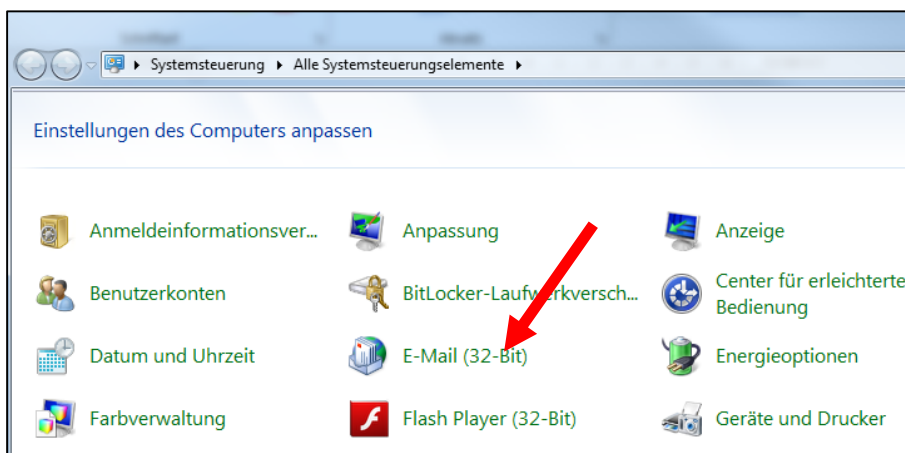 Systemsteuerung ▸ Alle Systemsteuerungselemente ▸
Einstellungen des Computers anpassen
Anmeldeinformationsver... Anpassung Anzeige
Benutzerkonten BitLocker-Laufwerkversch... Center für erleichterte
Bedienung
Datum und Uhrzeit E-Mail (32-Bit) Energieoptionen
Farbverwaltung Flash Player (32-Bit) Geräte und Drucker